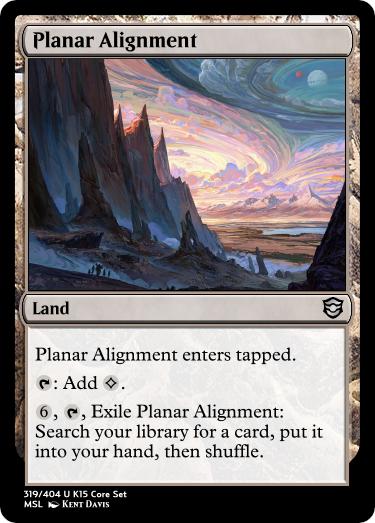 Planar Alignment
Land
Planar Alignment enters tapped.
: Add .
6, , Exile Planar Alignment:
Search your library for a card, put it
into your hand, then shuffle.
319/404 U K15 Core Set
MSL Kent Davis